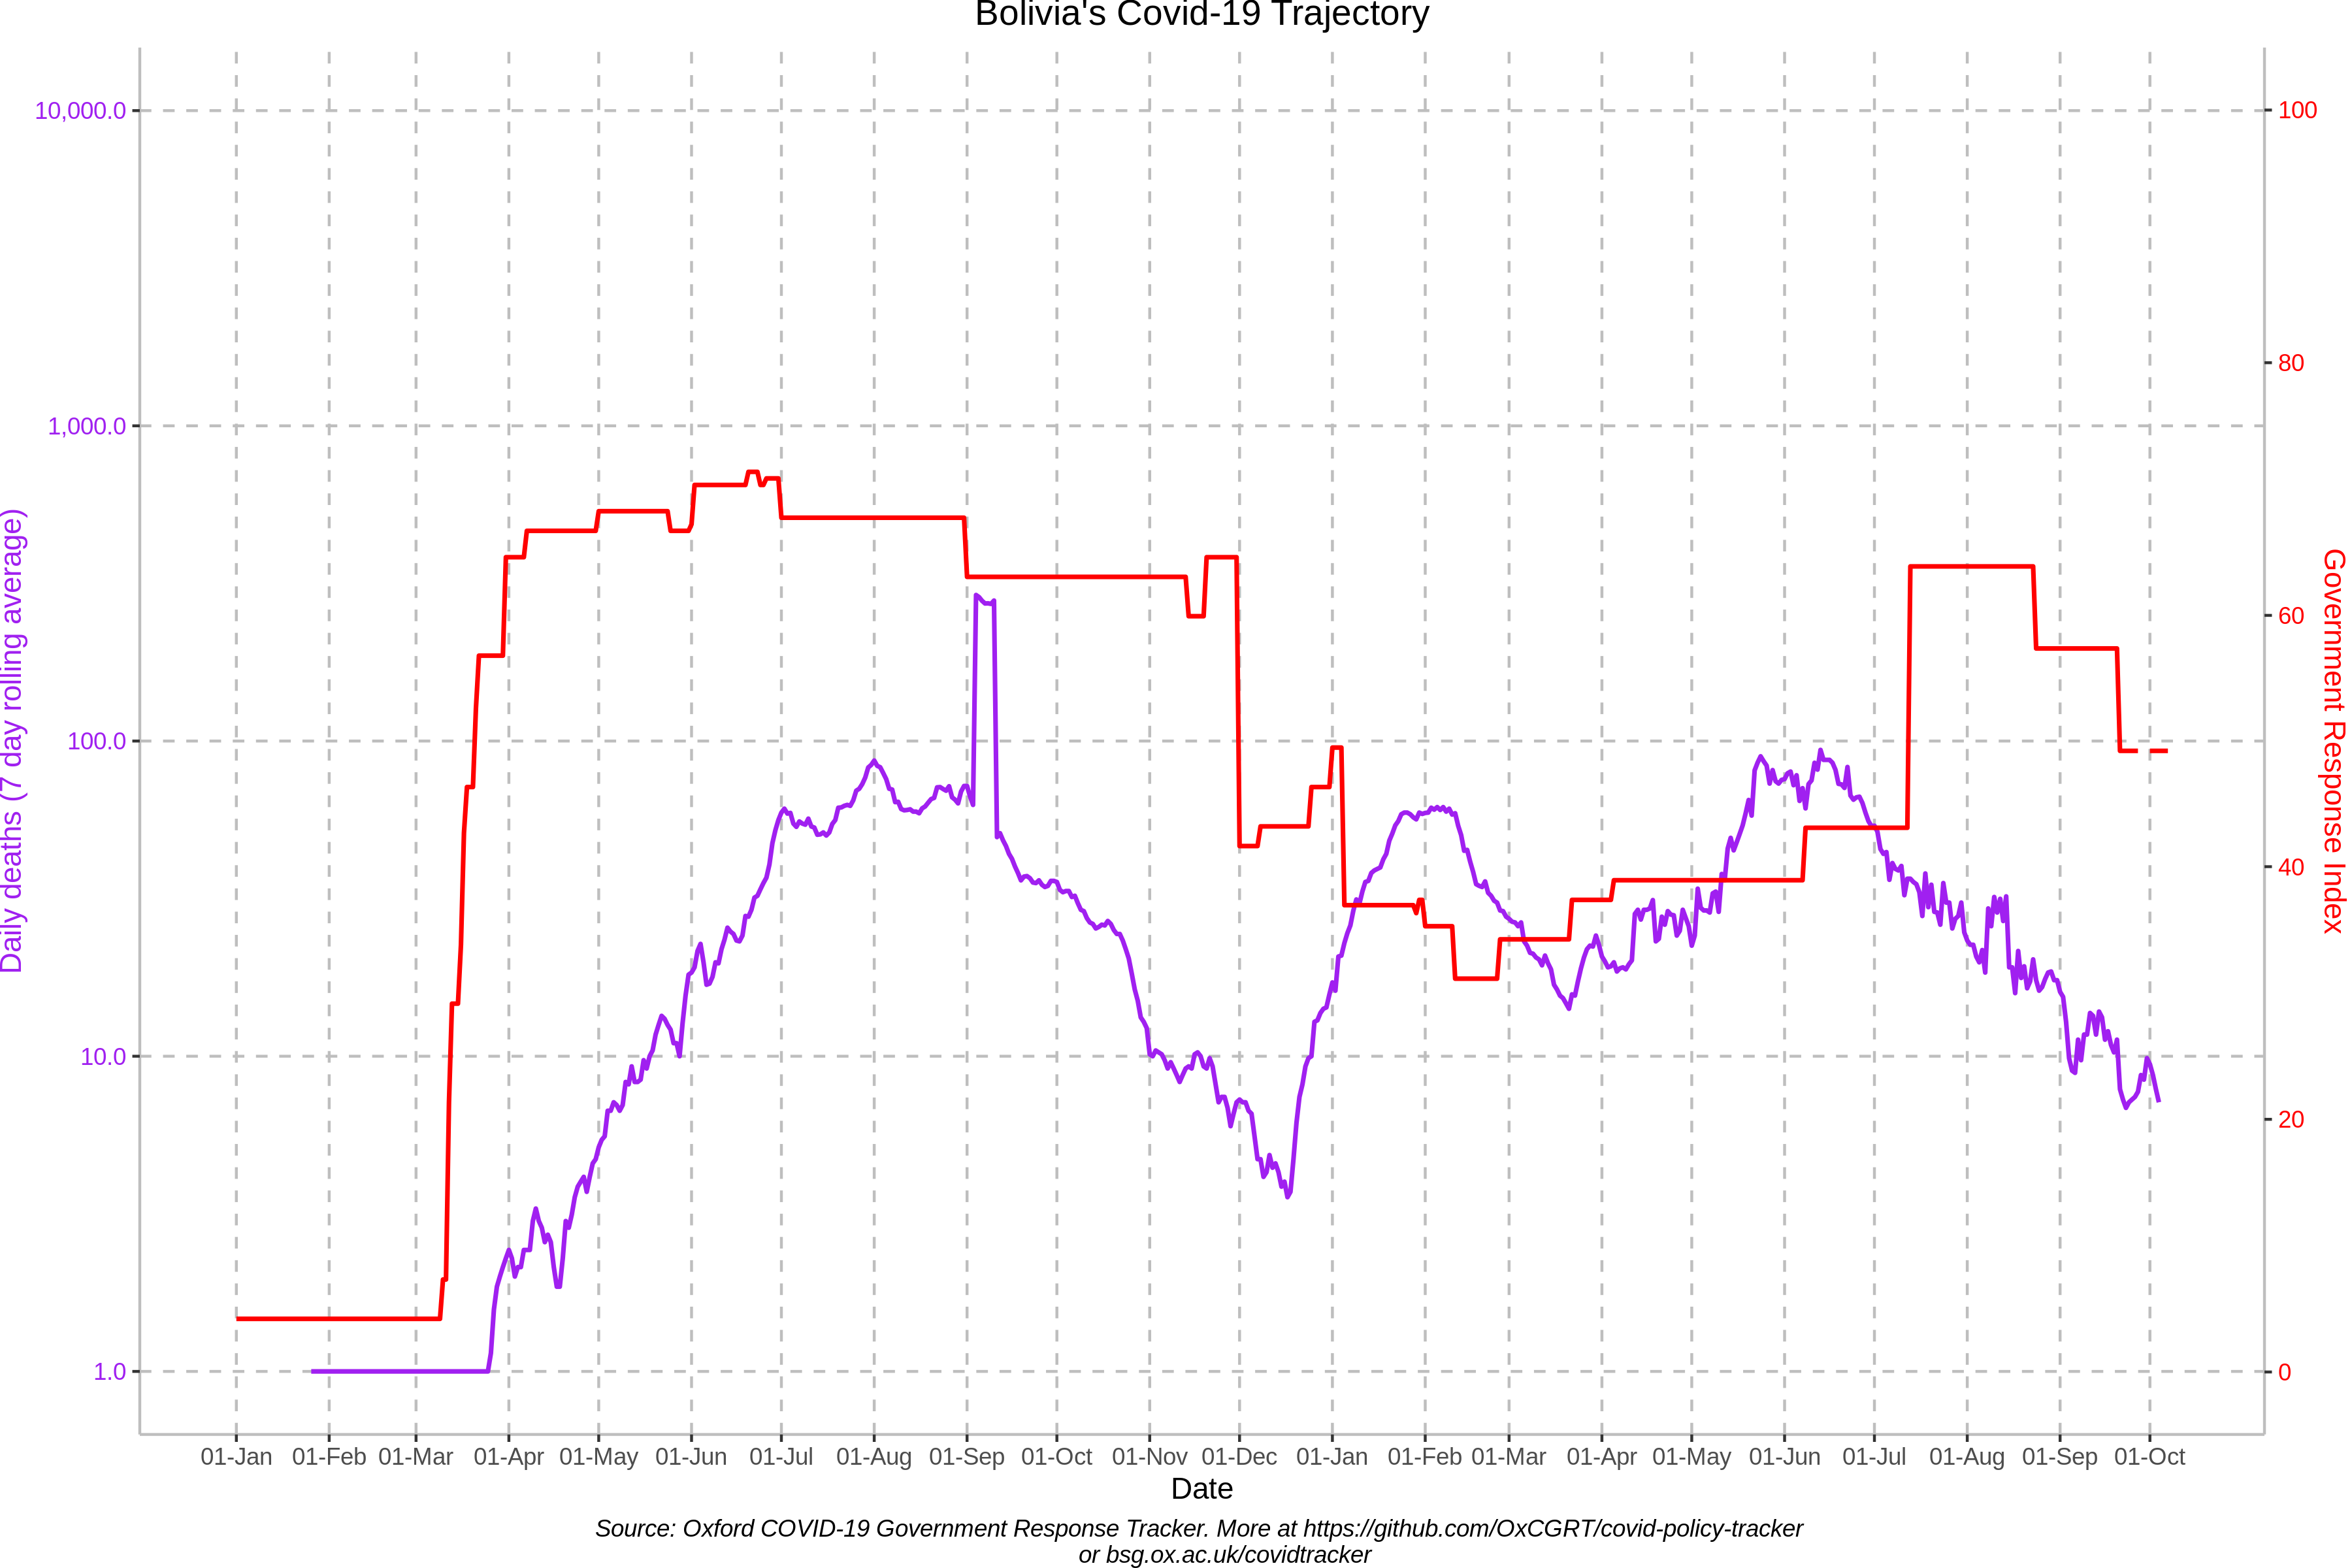 Bolivia's Covid-19 Trajectory
10,000.0
1,000.0
100.0
10.0
1.0
Daily deaths (7 day rolling average)
100
80
60
40
20
0
Government Response Index
01-Jan 01-Feb 01-Mar 01-Apr 01-May 01-Jun 01-Jul 01-Aug 01-Sep 01-Oct 01-Nov 01-Dec 01-Jan 01-Feb 01-Mar 01-Apr 01-May 01-Jun 01-Jul 01-Aug 01-Sep 01-Oct
Date
Source: Oxford COVID-19 Government Response Tracker. More at https://github.com/OxCGRT/covid-policy-tracker
or bsg.ox.ac.uk/covidtracker